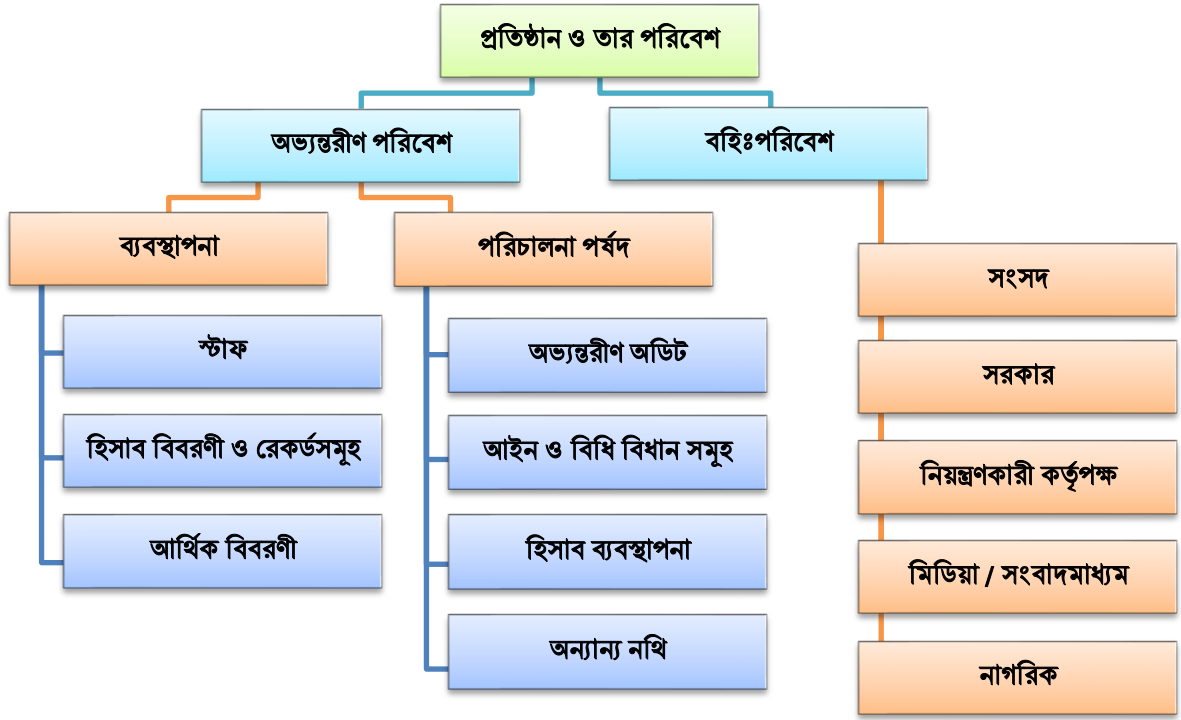 প্রতিষ্ঠান ও তার পরিবেশ
অভ্যন্তরীণ পরিবেশ
বহিঃপরিবেশ
ব্যবস্থাপনা
পরিচালনা পর্ষদ
স্টাফ
হিসাব বিবরণী ও রেকর্ডসমূহ
আর্থিক বিবরণী
অভ্যন্তরীণ অডিট
আইন ও বিধি বিধান সমূহ
হিসাব ব্যবস্থাপনা
অন্যান্য নথি
সংসদ
সরকার
নিয়ন্ত্রণকারী কর্তৃপক্ষ
মিডিয়া / সংবাদমাধ্যম
নাগরিক